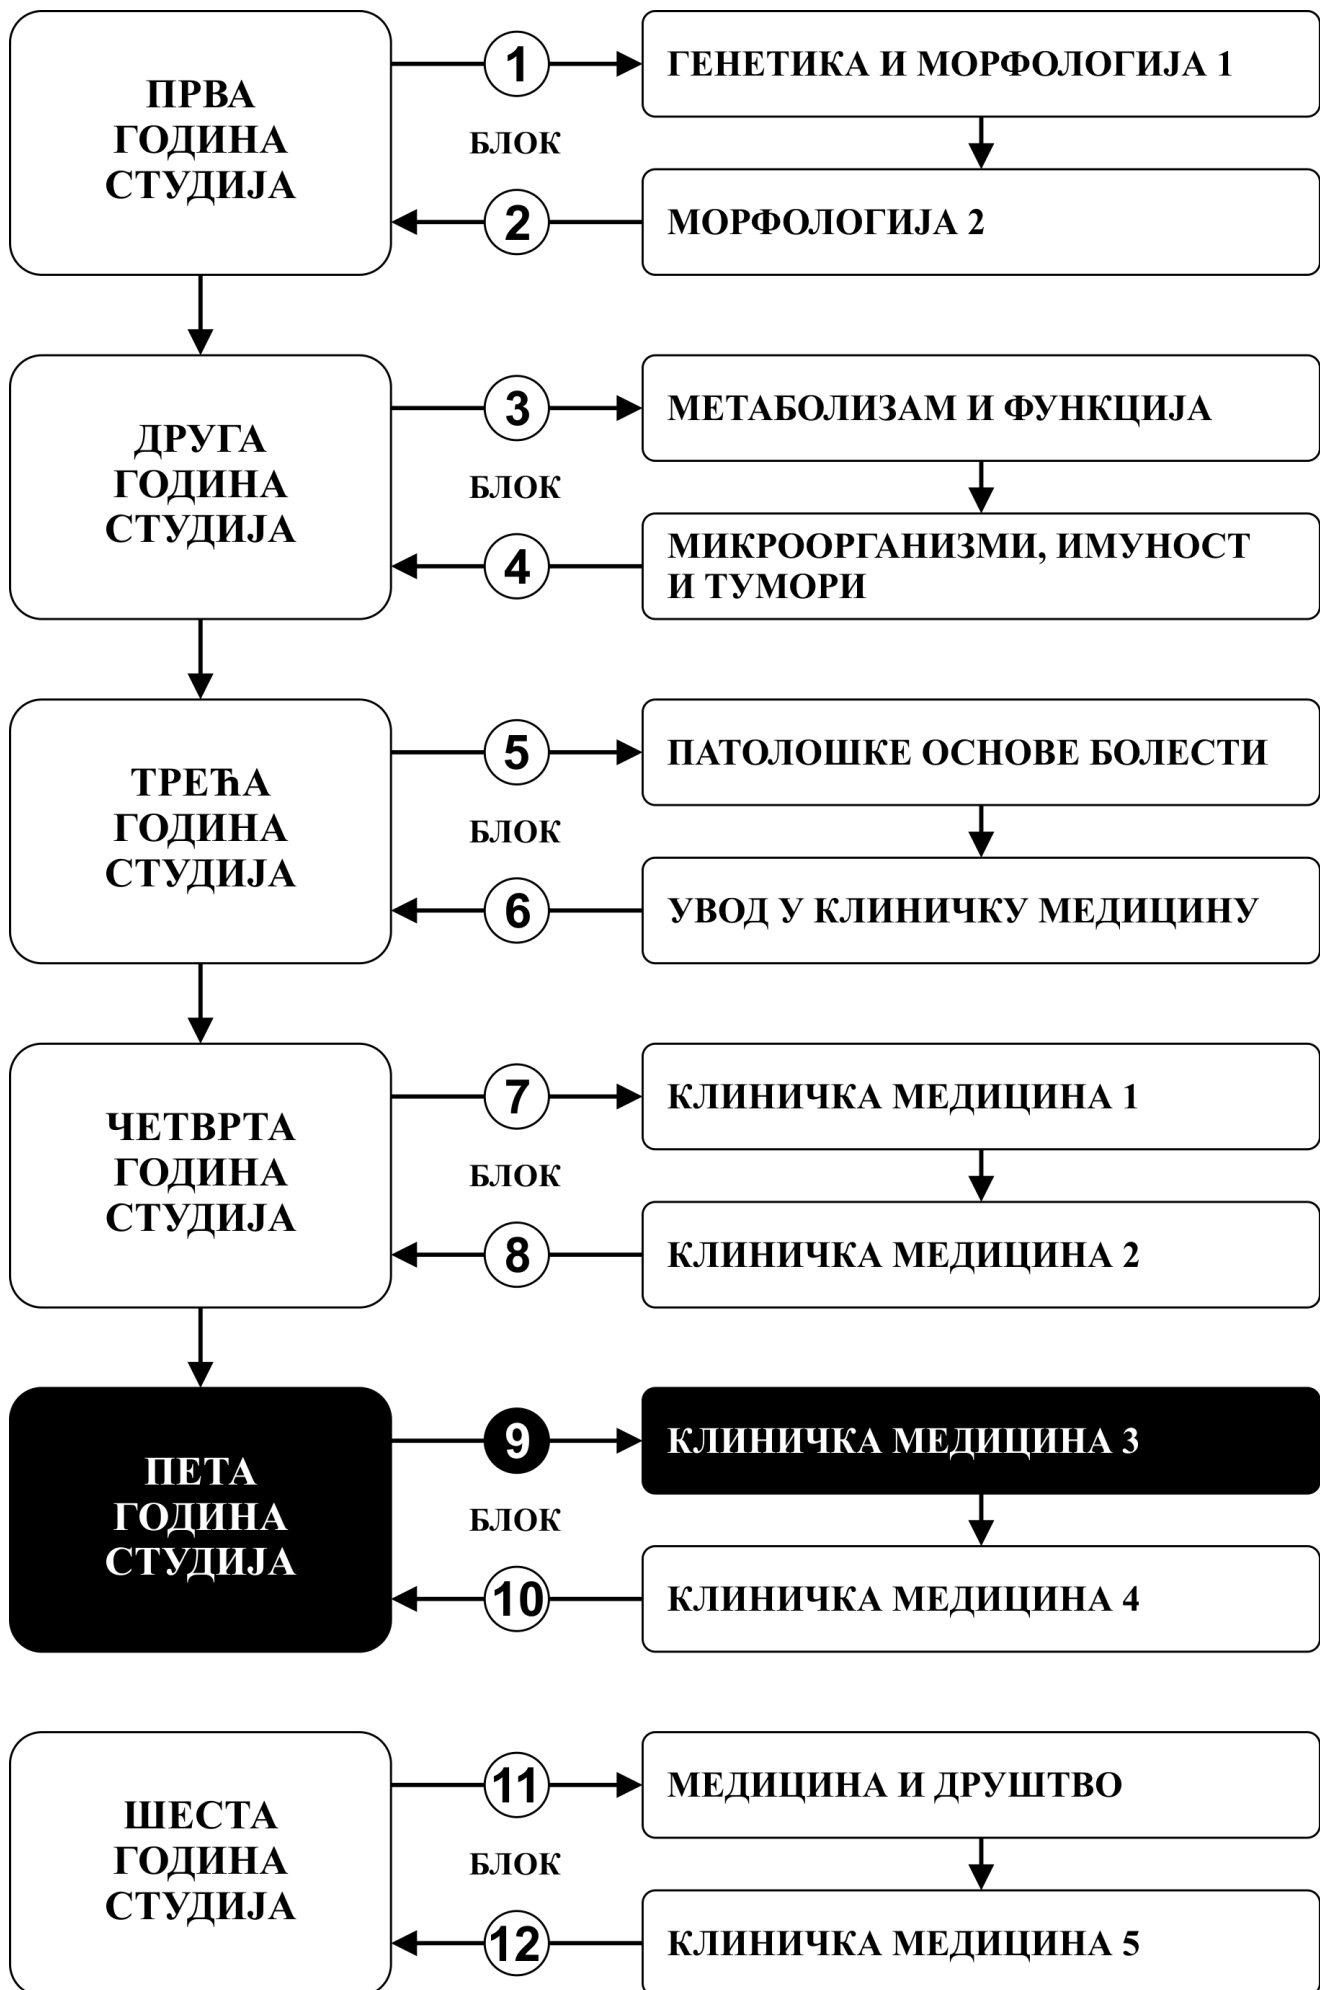 ПРВА
ГОДИНА
СТУДИЈА
1
БЛОК
2
ГЕНЕТИКА И МОРФОЛОГИЈА 1
МОРФОЛОГИЈА 2
ДРУГА
ГОДИНА
СТУДИЈА
3
БЛОК
4
МЕТАБОЛИЗАМ И ФУНКЦИЈА
МИКРООРГАНИЗМИ, ИМУНОСТ
И ТУМОРИ
ТРЕЋА
ГОДИНА
СТУДИЈА
5
БЛОК
6
ПАТОЛОШКЕ ОСНОВЕ БОЛЕСТИ
УВОД У КЛИНИЧКУ МЕДИЦИНУ
ЧЕТВРТА
ГОДИНА
СТУДИЈА
7
БЛОК
8
КЛИНИЧКА МЕДИЦИНА 1
КЛИНИЧКА МЕДИЦИНА 2
ПЕТА
ГОДИНА
СТУДИЈА
9
БЛОК
10
КЛИНИЧКА МЕДИЦИНА 3
КЛИНИЧКА МЕДИЦИНА 4
ШЕСТА
ГОДИНА
СТУДИЈА
11
БЛОК
12
МЕДИЦИНА И ДРУШТВО
КЛИНИЧКА МЕДИЦИНА 5